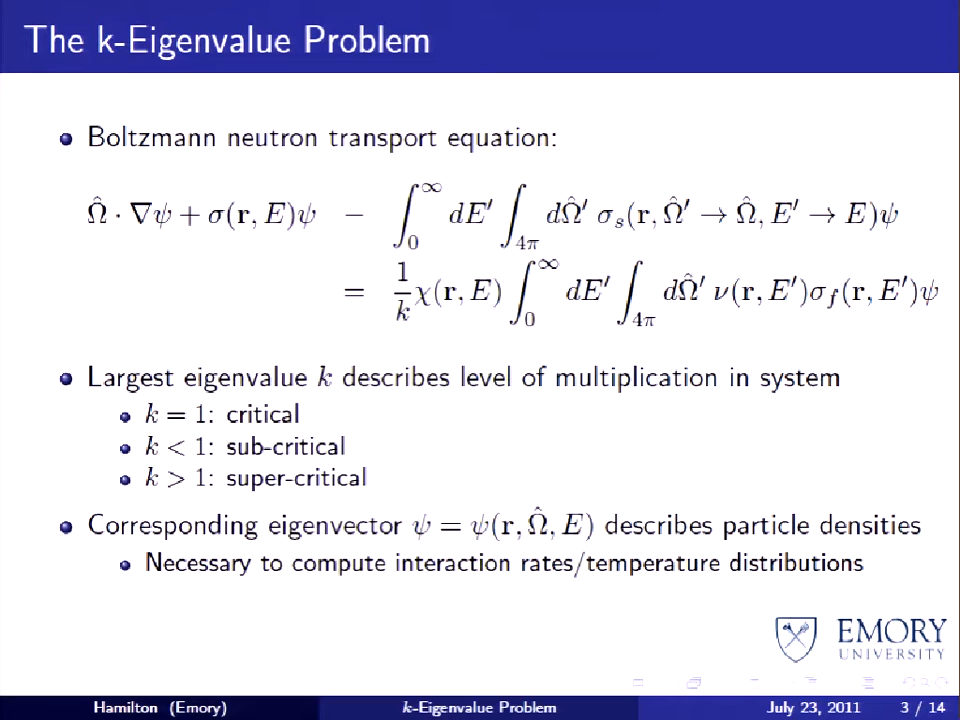 The k-Eigenvalue Problem
Boltzmann neutron transport equation:
Ω̂ · ∇ψ + σ(r, E)ψ − ∫₀^∞ dE′ ∫₄π dΩ̂′ σₛ(r, Ω̂′ → Ω̂, E′ → E)ψ
= 1/k χ(r, E) ∫₀^∞ dE′ ∫₄π dΩ̂′ ν(r, E′)σ_f(r, E′)ψ
Largest eigenvalue k describes level of multiplication in system
k = 1: critical
k < 1: sub-critical
k > 1: super-critical
Corresponding eigenvector ψ = ψ(r, Ω̂, E) describes particle densities
Necessary to compute interaction rates/temperature distributions
EMORY
UNIVERSITY
Hamilton (Emory) k-Eigenvalue Problem July 23, 2011 3 / 14